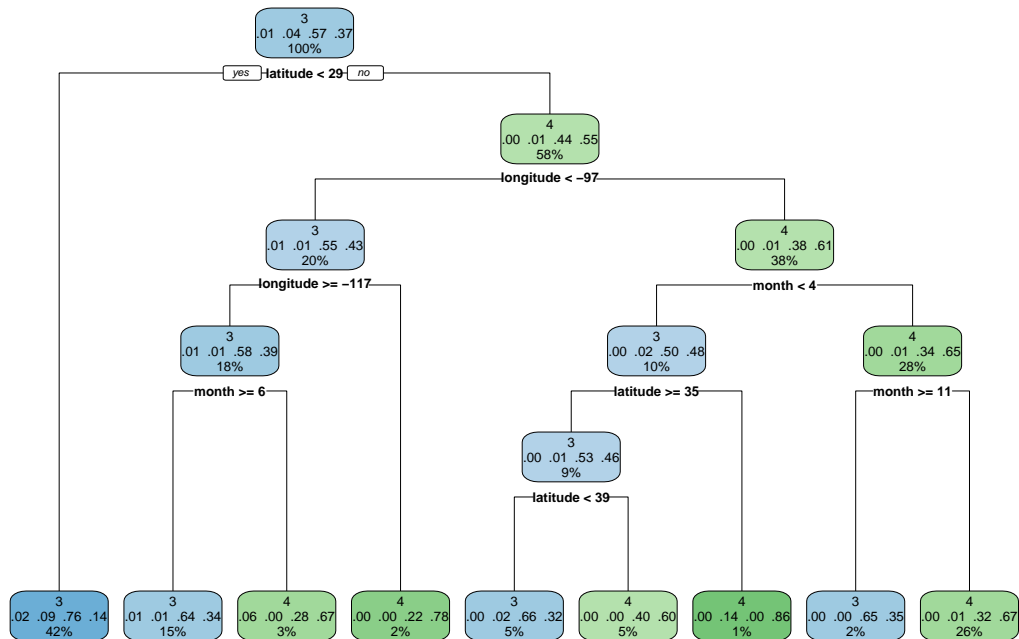 3
.01 .04 .57 .37
100%
yes latitude < 29 no
4
.00 .01 .44 .55
58%
longitude < −97
3
.01 .01 .55 .43
20%
4
.00 .01 .38 .61
38%
longitude >= −117
month < 4
3
.01 .01 .58 .39
18%
3
.00 .02 .50 .48
10%
4
.00 .01 .34 .65
28%
month >= 6
latitude >= 35
month >= 11
3
.00 .01 .53 .46
9%
latitude < 39
3
.02 .09 .76 .14
42%
3
.01 .01 .64 .34
15%
4
.06 .00 .28 .67
3%
4
.00 .00 .22 .78
2%
3
.00 .02 .66 .32
5%
4
.00 .00 .40 .60
5%
4
.00 .14 .00 .86
1%
3
.00 .00 .65 .35
2%
4
.00 .01 .32 .67
26%